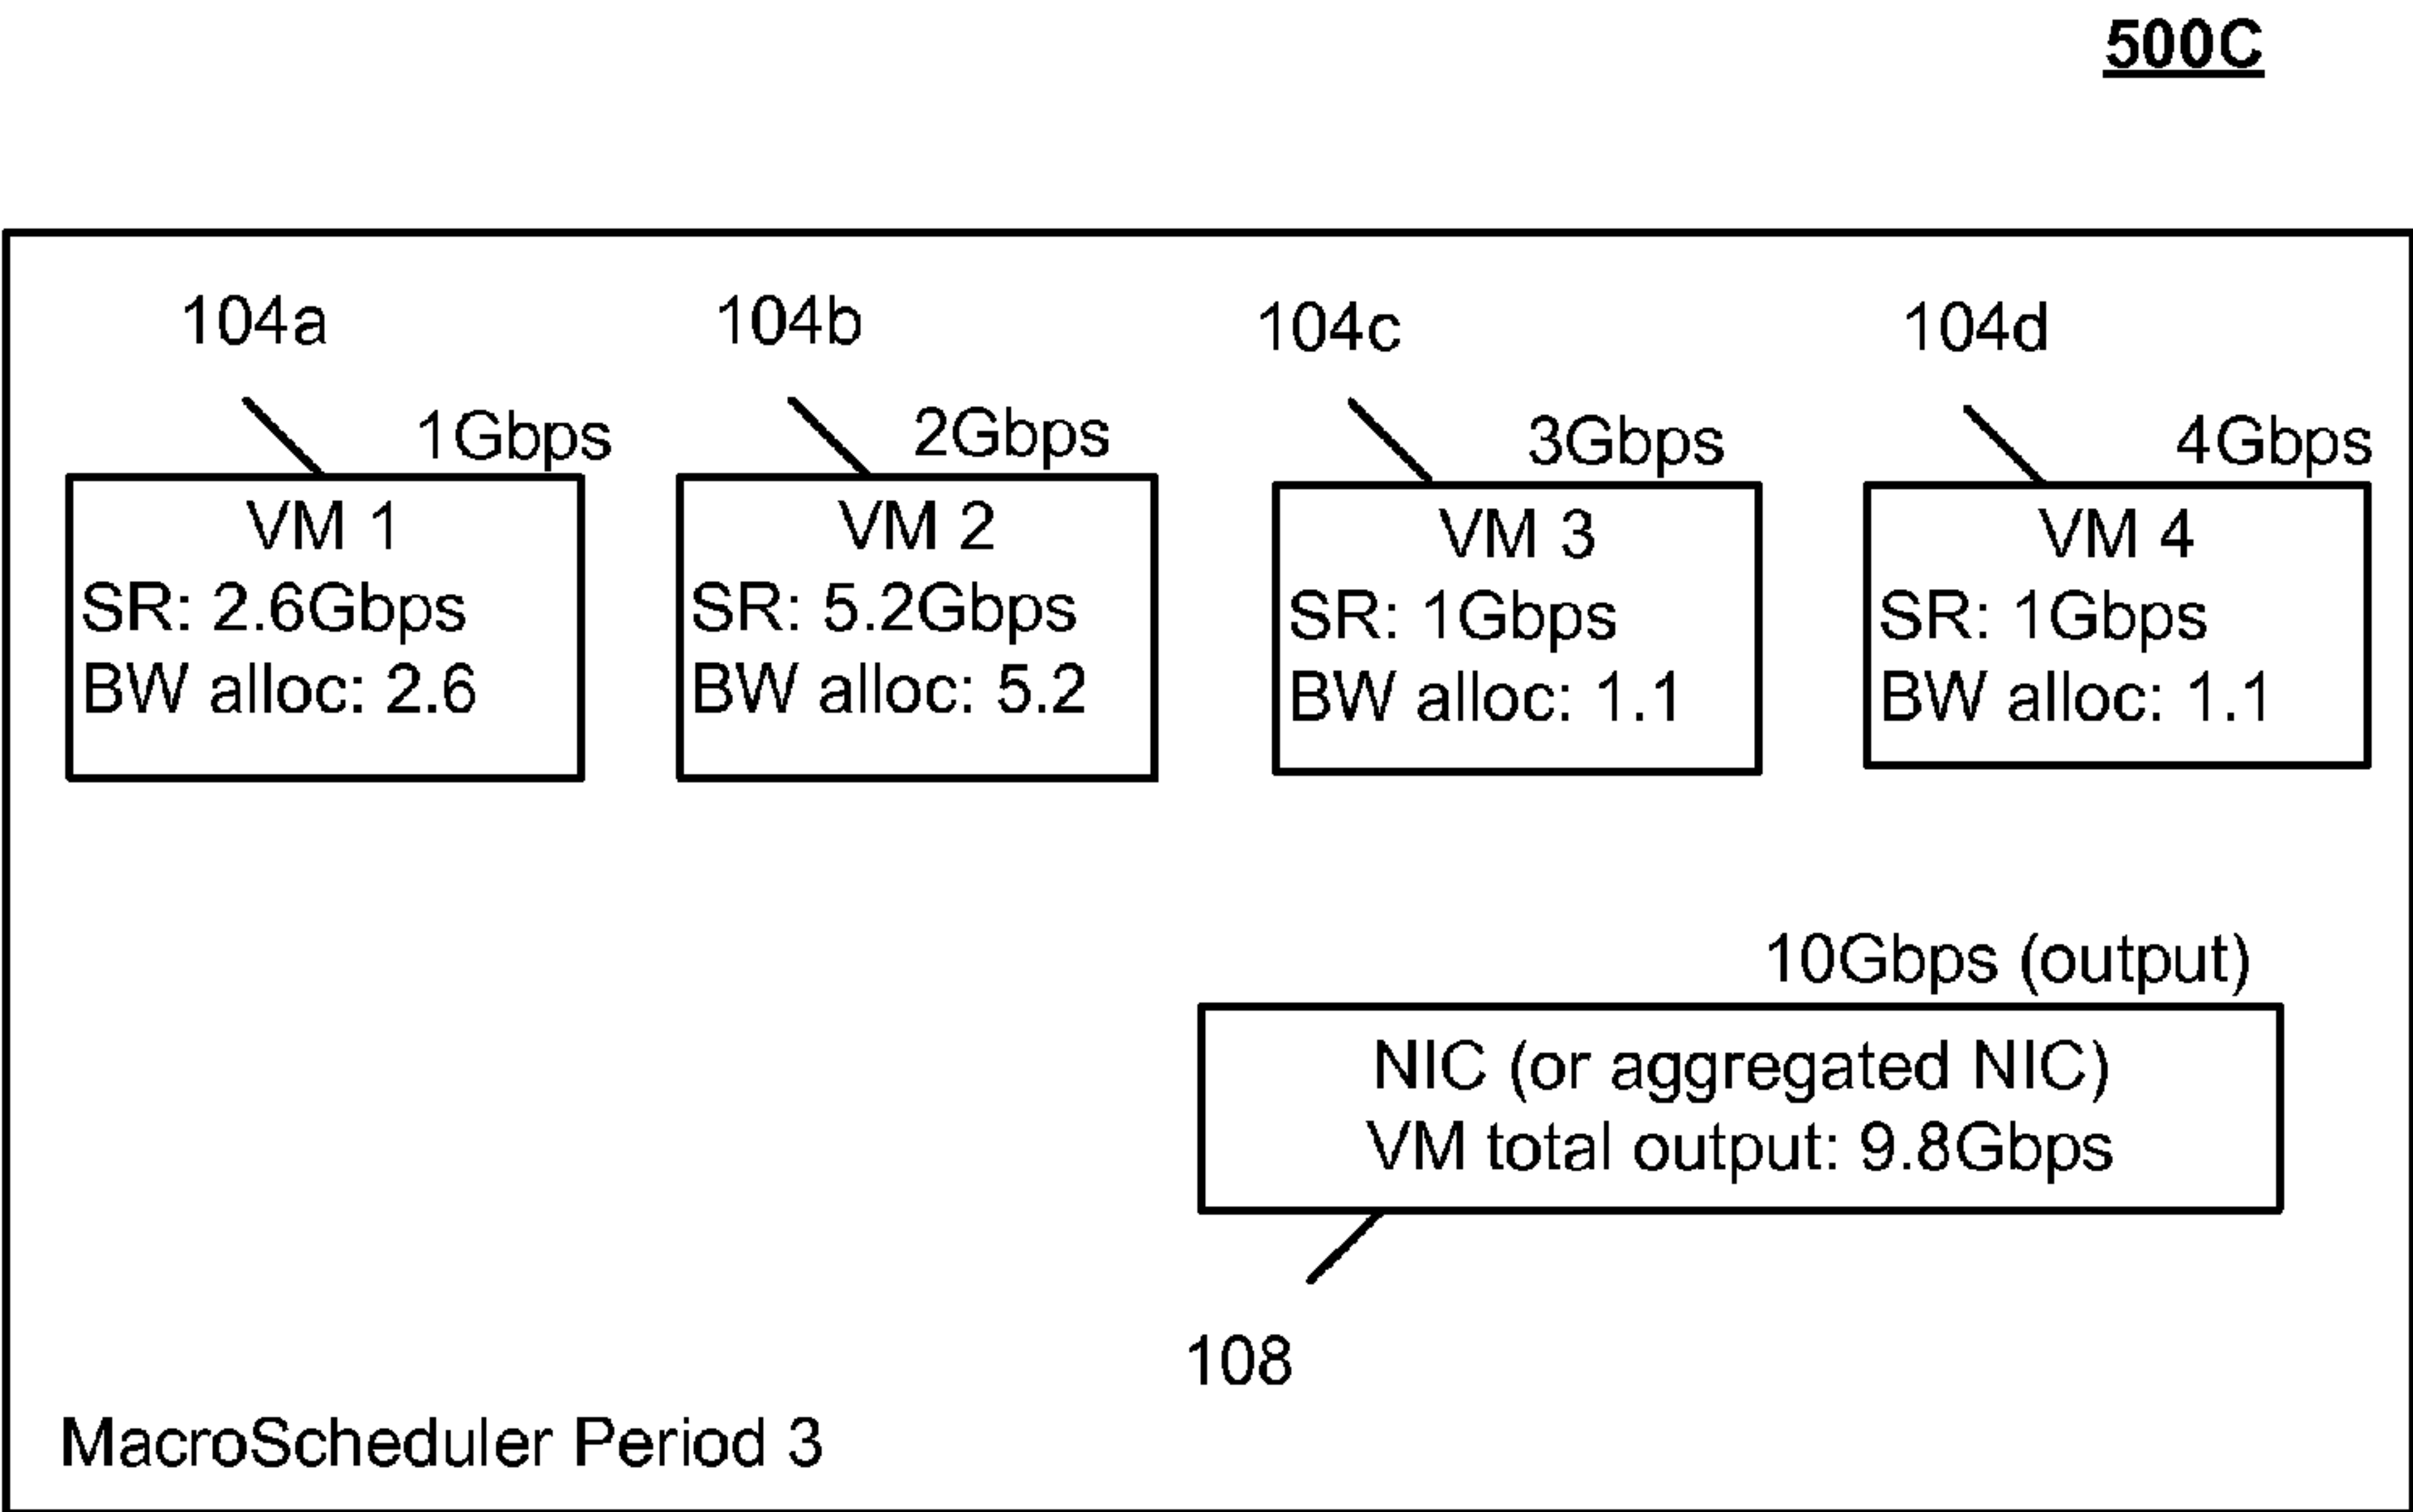 500C
104a
104b
104c
104d
1Gbps
2Gbps
3Gbps
4Gbps
VM 1
SR: 2.6Gbps
BW alloc: 2.6
VM 2
SR: 5.2Gbps
BW alloc: 5.2
VM 3
SR: 1Gbps
BW alloc: 1.1
VM 4
SR: 1Gbps
BW alloc: 1.1
10Gbps (output)
NIC (or aggregated NIC)
VM total output: 9.8Gbps
108
MacroScheduler Period 3